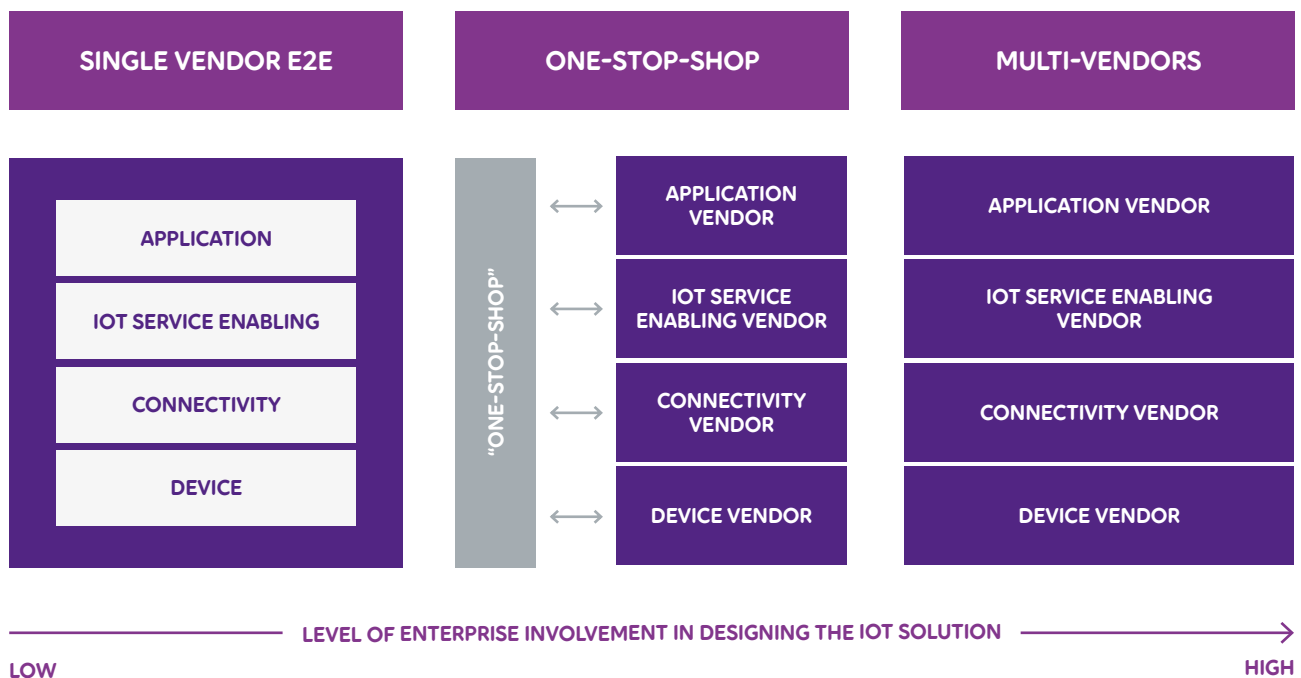 SINGLE VENDOR E2E
ONE-STOP-SHOP
MULTI-VENDORS
APPLICATION
IOT SERVICE ENABLING
CONNECTIVITY
DEVICE
“ONE-STOP-SHOP”
APPLICATION
VENDOR
IOT SERVICE
ENABLING VENDOR
CONNECTIVITY
VENDOR
DEVICE VENDOR
APPLICATION VENDOR
IOT SERVICE ENABLING
VENDOR
CONNECTIVITY VENDOR
DEVICE VENDOR
LEVEL OF ENTERPRISE INVOLVEMENT IN DESIGNING THE IOT SOLUTION
LOW
HIGH